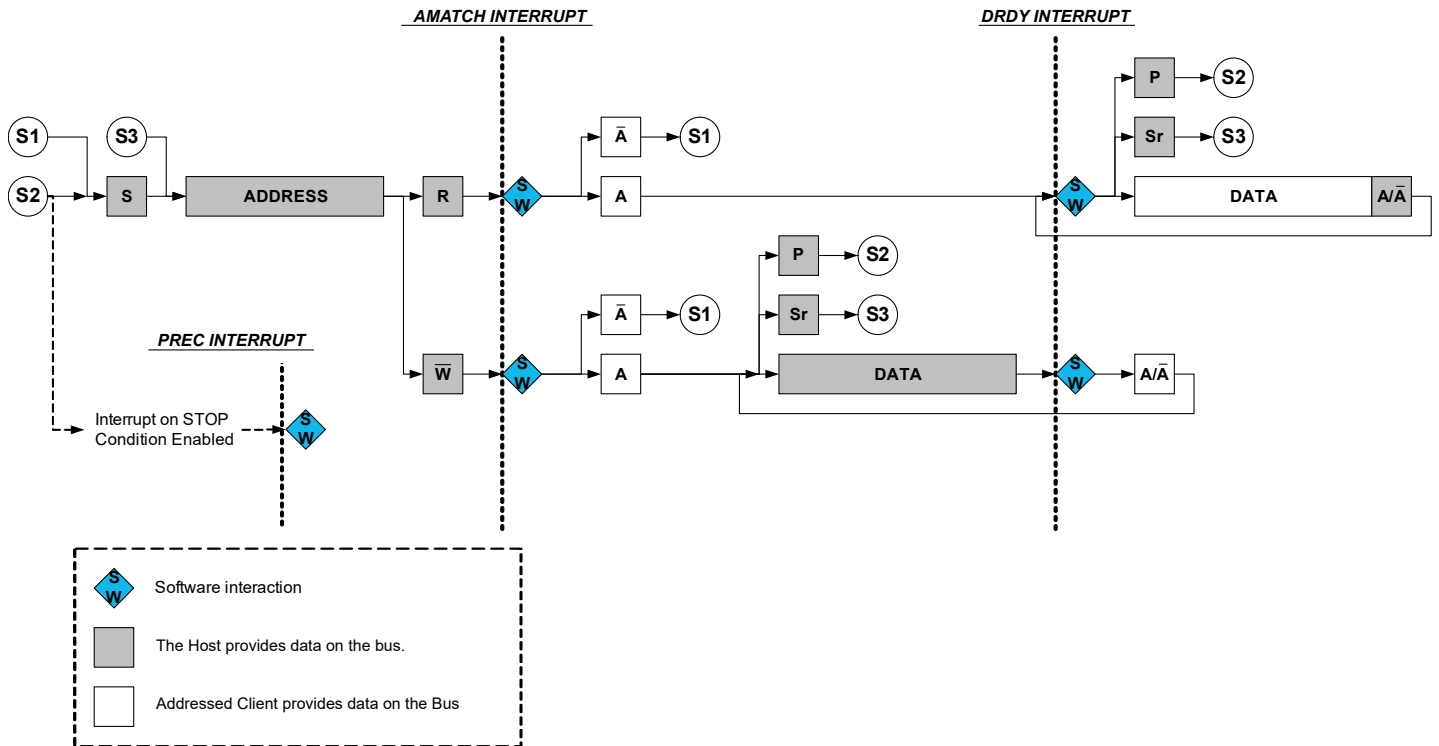 AMATCH INTERRUPT
DRDY INTERRUPT
P
S2
S1
S3
A̅
S1
Sr
S3
S2
S
ADDRESS
R
S
W
A
S
W
DATA
A/A̅
P
S2
A̅
S1
Sr
S3
PREC INTERRUPT
W̅
S
W
A
DATA
S
W
A/A̅
Interrupt on STOP
Condition Enabled
S
W
S
W
Software interaction
The Host provides data on the bus.
Addressed Client provides data on the Bus